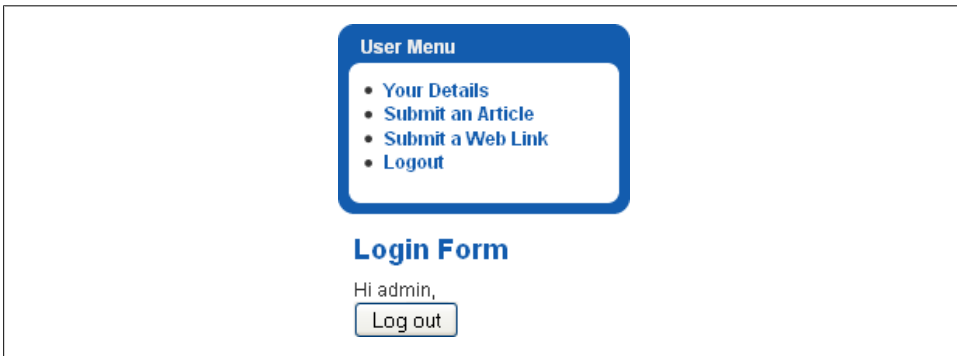 User Menu
Your Details
Submit an Article
Submit a Web Link
Logout
Login Form
Hi admin,
Log out